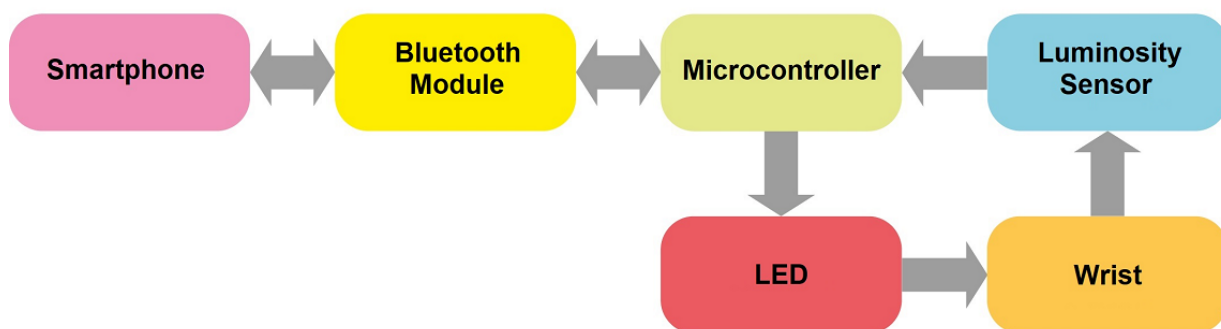 Smartphone
Bluetooth
Module
Microcontroller
Luminosity
Sensor
LED
Wrist